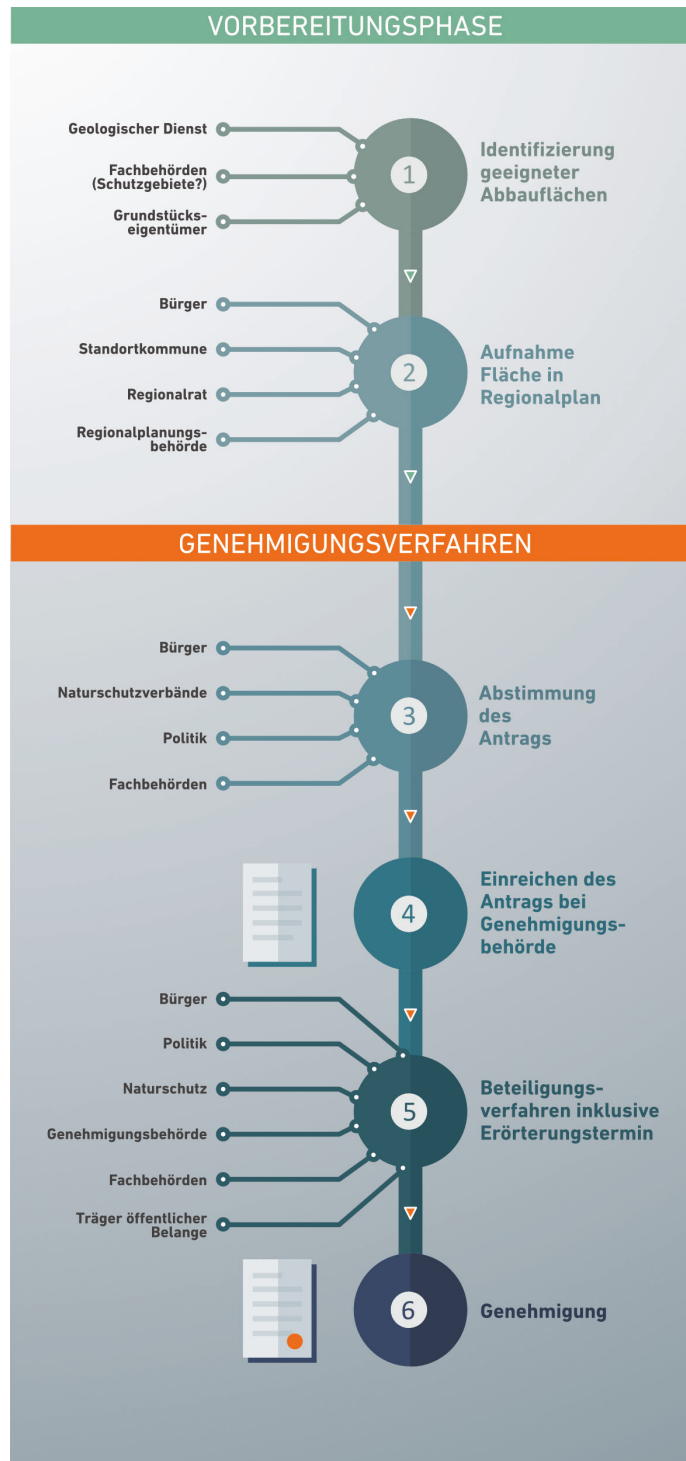 VORBEREITUNGSPHASE
Geologischer Dienst
Fachbehörden
(Schutzgebiete?)
Grundstücks-
eigentümer
1
Identifizierung
geeigneter
Abbauflächen
Bürger
Standortkommune
Regionalrat
Regionalplanungs-
behörde
2
Aufnahme
Fläche in
Regionalplan
GENEHMIGUNGSVERFAHREN
Bürger
Naturschutzverbände
Politik
Fachbehörden
3
Abstimmung
des
Antrags
4
Einreichen des
Antrags bei
Genehmigungs-
behörde
Bürger
Politik
Naturschutz
Genehmigungsbehörde
Fachbehörden
Träger öffentlicher
Belange
5
Beteiligungs-
verfahren inklusive
Erörterungstermin
6
Genehmigung